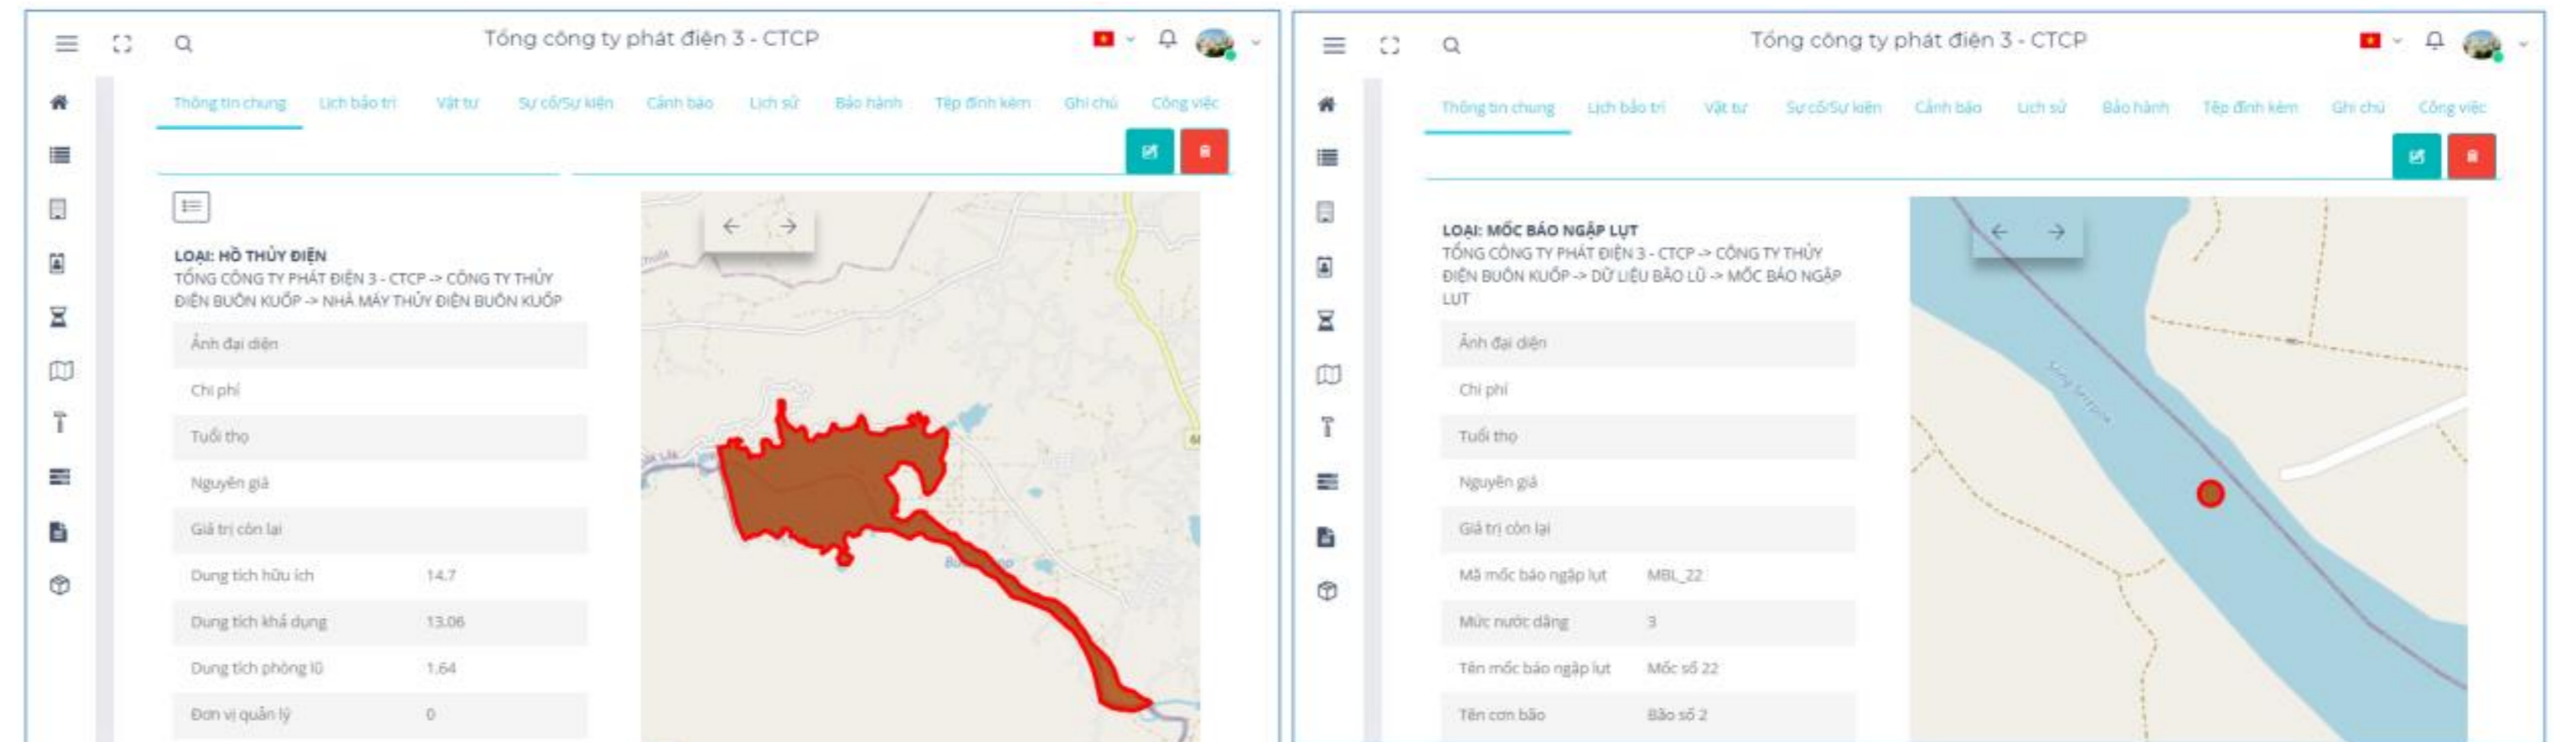 Tổng công ty phát điện 3 - CTCP
Thông tin chung Lịch bảo trì Vật tư Sự cố/Sự kiện Cảnh báo Lịch sử Bảo hành Tệp đính kèm Ghi chú Công việc
LOẠI: HỒ THỦY ĐIỆN
TỔNG CÔNG TY PHÁT ĐIỆN 3 - CTCP -> CÔNG TY THỦY
ĐIỆN BUÔN KUỐP -> NHÀ MÁY THỦY ĐIỆN BUÔN KUỐP
Ảnh đại diện
Chi phí
Tuổi thọ
Nguyên giá
Giá trị còn lại
Dung tích hữu ích 14.7
Dung tích khả dụng 13.06
Dung tích phòng lũ 1.64
Đơn vị quản lý 0
Tổng công ty phát điện 3 - CTCP
Thông tin chung Lịch bảo trì Vật tư Sự cố/Sự kiện Cảnh báo Lịch sử Bảo hành Tệp đính kèm Ghi chú Công việc
LOẠI: MỐC BÁO NGẬP LỤT
TỔNG CÔNG TY PHÁT ĐIỆN 3 - CTCP -> CÔNG TY THỦY
ĐIỆN BUÔN KUỐP -> DỮ LIỆU BÃO LŨ -> MỐC BÁO NGẬP
LỤT
Ảnh đại diện
Chi phí
Tuổi thọ
Nguyên giá
Giá trị còn lại
Mã mốc báo ngập lụt MBL_22
Mức nước dâng 3
Tên mốc báo ngập lụt Mốc số 22
Tên cơn bão Bão số 2
Sông Serepôk